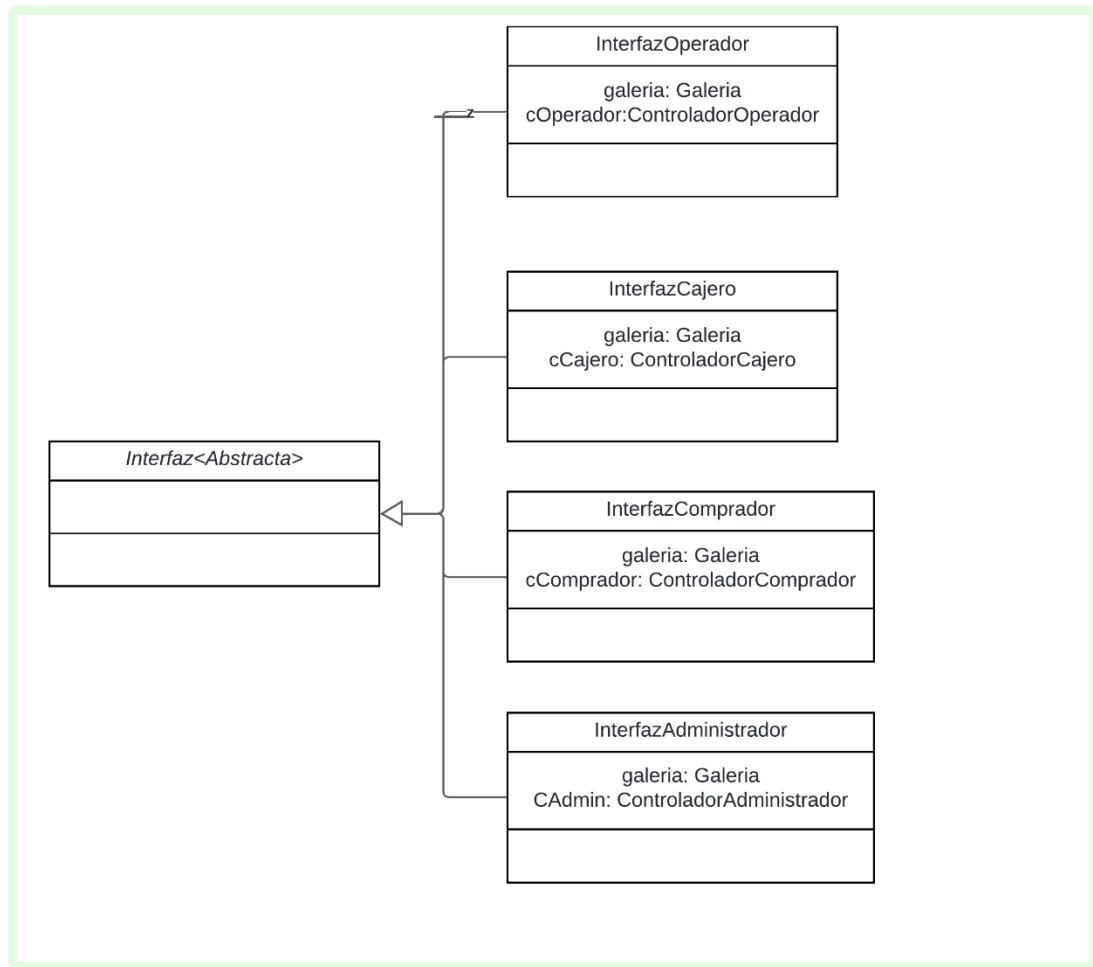 InterfazOperador
galeria: Galeria
cOperador:ControladorOperador
z
InterfazCajero
galeria: Galeria
cCajero: ControladorCajero
Interfaz<Abstracta>
InterfazComprador
galeria: Galeria
cComprador: ControladorComprador
InterfazAdministrador
galeria: Galeria
CAdmin: ControladorAdministrador